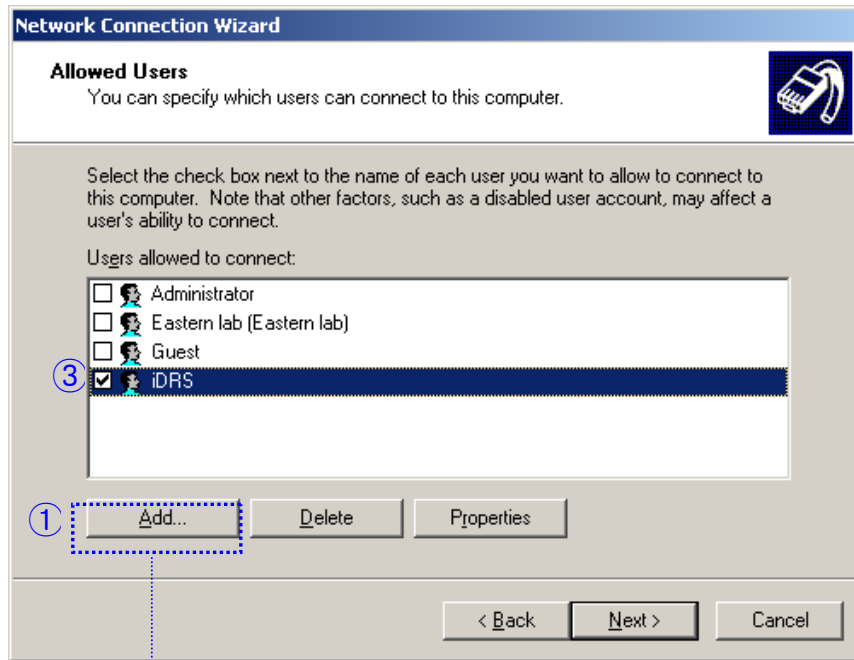 Network Connection Wizard
Allowed Users
You can specify which users can connect to this computer.
Select the check box next to the name of each user you want to allow to connect to
this computer. Note that other factors, such as a disabled user account, may affect a
user's ability to connect.
Users allowed to connect:
Administrator
Eastern lab (Eastern lab)
Guest
③ iDRS
① Add... Delete Properties
< Back Next > Cancel